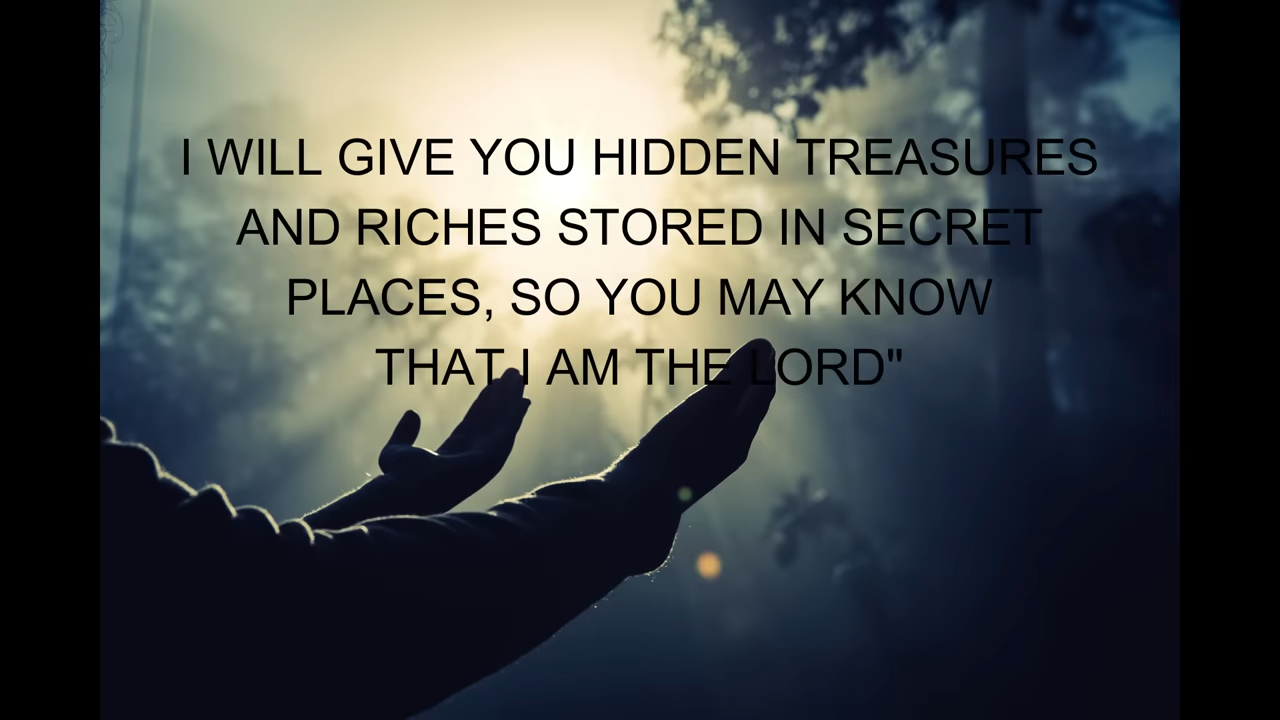 I WILL GIVE YOU HIDDEN TREASURES
AND RICHES STORED IN SECRET
PLACES, SO YOU MAY KNOW
THAT I AM THE LORD"